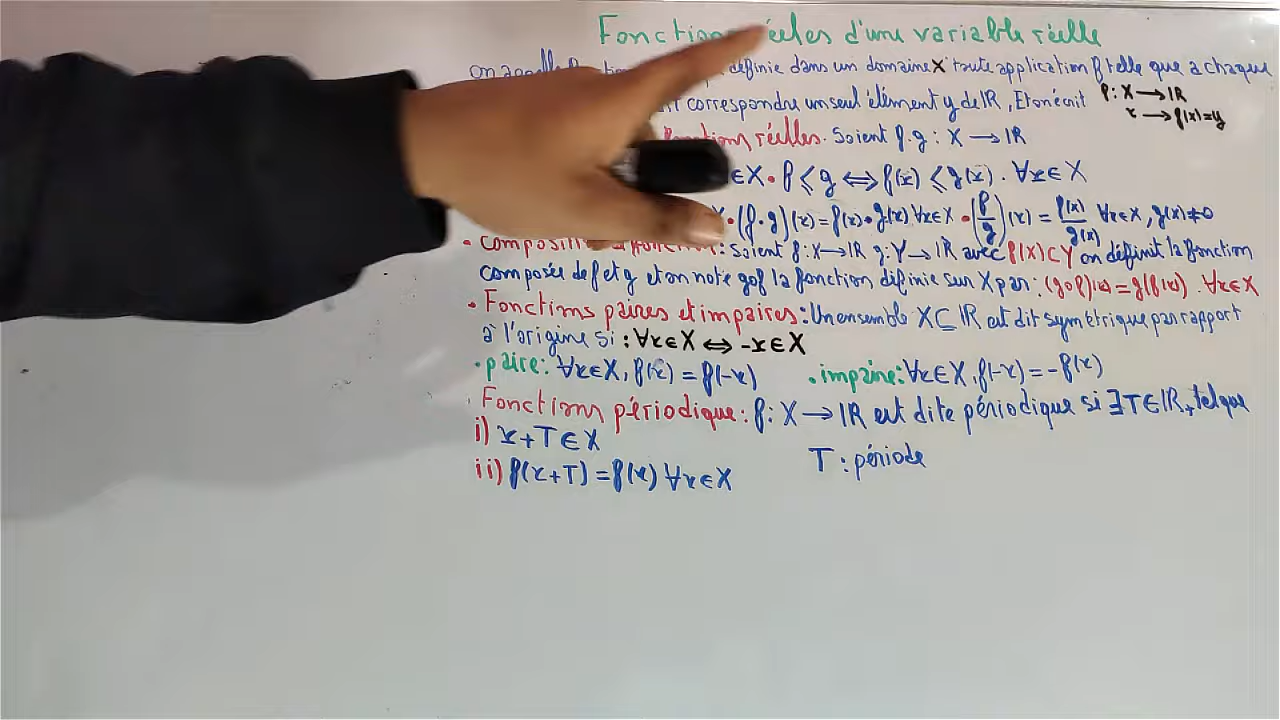 Fonctions réelles d'une variable réelle
on définie dans un domaine X toute application f telle que a chaque
correspondre un seul élément y de IR, Et on écrit f: X → IR
x → f(x)=y
fonctions réelles. Soient f.g : X → IR
∈X • f ⩽ g ⟺ f(x) ⩽ g(x). ∀x∈X
•(f·g)(x)=f(x)•g(x) ∀x∈X •(f/g)(x) = f(x)/g(x) ∀x∈X, g(x)≠0
• : Soient f:X→IR g:Y→IR avec f(X)⊂Y on définit la fonction
composée de f et g et on note gof la fonction définie sur X par: (gof)(x)=g(f(x)). ∀x∈X
• Fonctions paires et impaires: Un ensemble X⊆IR est dit symétrique par rapport
à l'origine si : ∀x∈X ⟺ -x∈X
• paire: ∀x∈X, f(x) = f(-x) • impaire: ∀x∈X, f(-x) = -f(x)
. Fonctions périodique: f: X → IR est dite périodique si ∃T∈IR+ tel que
i) x+T∈X
T : période
ii) f(x+T) = f(x) ∀x∈X